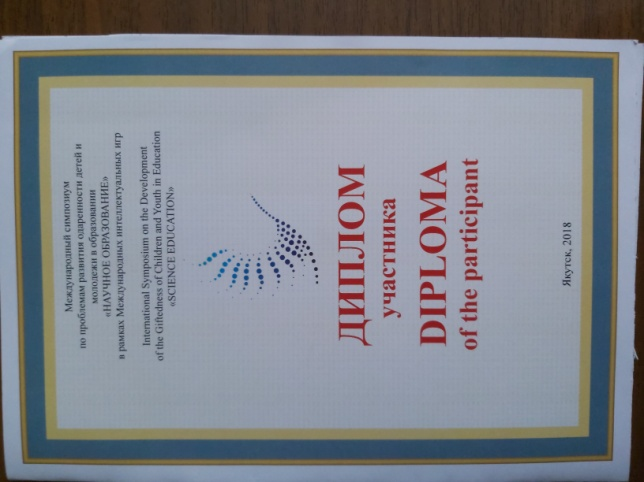 Международный симпозиум
по проблемам развития одаренности детей и
молодежи в образовании
«НАУЧНОЕ ОБРАЗОВАНИЕ»
в рамках Международных интеллектуальных игр
International Symposium on the Development
of the Giftedness of Children and Youth in Education
«SCIENCE EDUCATION»
ДИПЛОМ
участника
DIPLOMA
of the participant
Якутск, 2018